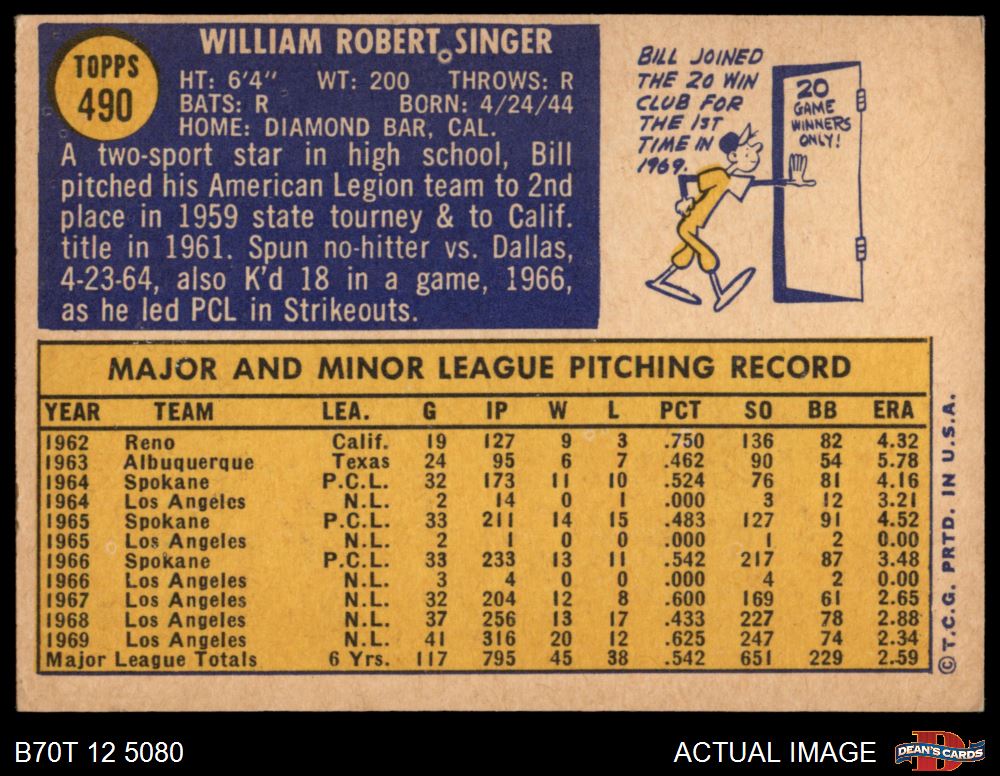 TOPPS
490
WILLIAM ROBERT SINGER
HT: 6'4" WT: 200 THROWS: R
BATS: R BORN: 4/24/44
HOME: DIAMOND BAR, CAL.
A two-sport star in high school, Bill
pitched his American Legion team to 2nd
place in 1959 state tourney & to Calif.
title in 1961. Spun no-hitter vs. Dallas,
4-23-64, also K'd 18 in a game, 1966,
as he led PCL in Strikeouts.
BILL JOINED
THE 20 WIN
CLUB FOR
THE 1ST
TIME IN
1969.
20
GAME
WINNERS
ONLY!
MAJOR AND MINOR LEAGUE PITCHING RECORD
YEAR TEAM LEA. G IP W L PCT SO BB ERA
1962 Reno Calif. 19 127 9 3 .750 136 82 4.32
1963 Albuquerque Texas 24 95 6 7 .462 90 54 5.78
1964 Spokane P.C.L. 32 173 11 10 .524 76 81 4.16
1964 Los Angeles N.L. 2 14 0 1 .000 3 12 3.21
1965 Spokane P.C.L. 33 211 14 15 .483 127 91 4.52
1965 Los Angeles N.L. 2 1 0 0 .000 1 2 0.00
1966 Spokane P.C.L. 33 233 13 11 .542 217 87 3.48
1966 Los Angeles N.L. 3 4 0 0 .000 4 2 0.00
1967 Los Angeles N.L. 32 204 12 8 .600 169 61 2.65
1968 Los Angeles N.L. 37 256 13 17 .433 227 78 2.88
1969 Los Angeles N.L. 41 316 20 12 .625 247 74 2.34
Major League Totals 6 Yrs. 117 795 45 38 .542 651 229 2.59
© T.C.G. PRTD. IN U.S.A.
B70T 12 5080
ACTUAL IMAGE
D
DEAN'S CARDS